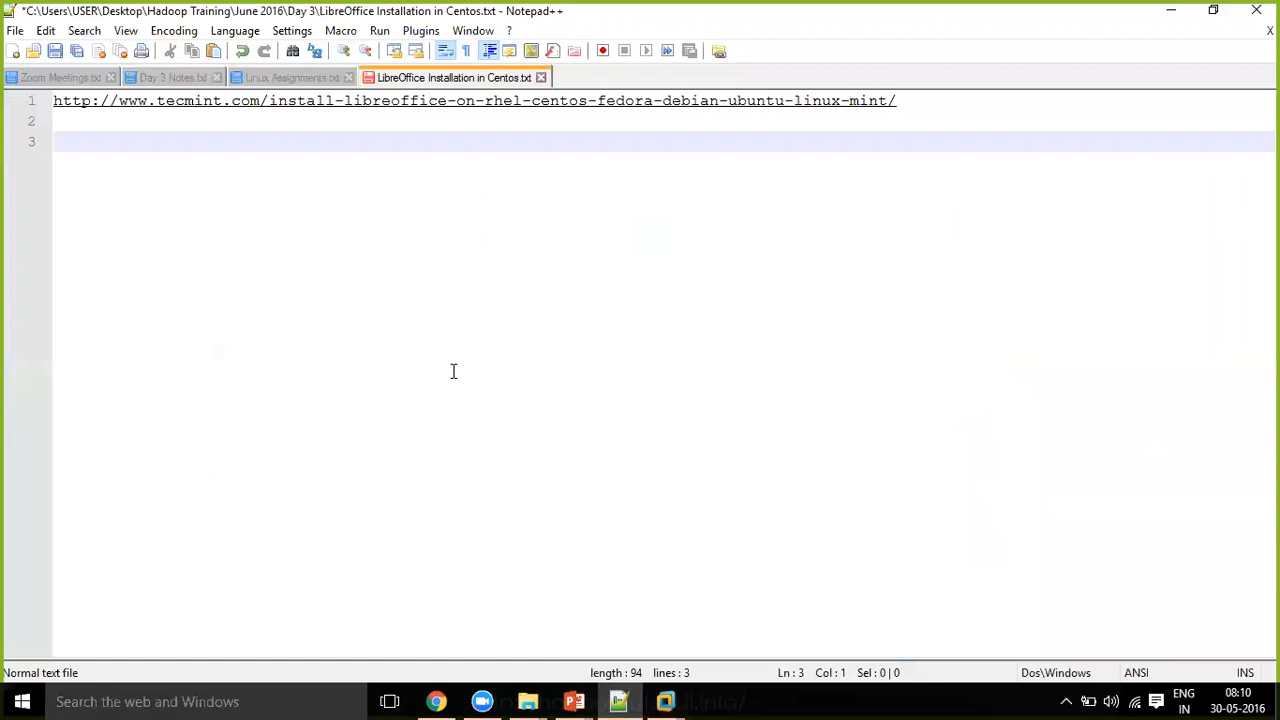 *C:\Users\USER\Desktop\Hadoop Training\June 2016\Day 3\LibreOffice Installation in Centos.txt - Notepad++
File Edit Search View Encoding Language Settings Macro Run Plugins Window ? X
Zoom Meetings.txt Day 3 Notes.txt Linux Assignments.txt LibreOffice Installation in Centos.txt
1 http://www.tecmint.com/install-libreoffice-on-rhel-centos-fedora-debian-ubuntu-linux-mint/
2
3
Normal text file length : 94 lines : 3 Ln : 3 Col : 1 Sel : 0 | 0 Dos\Windows ANSI INS
Search the web and Windows
ENG 08:10
IN 30-05-2016